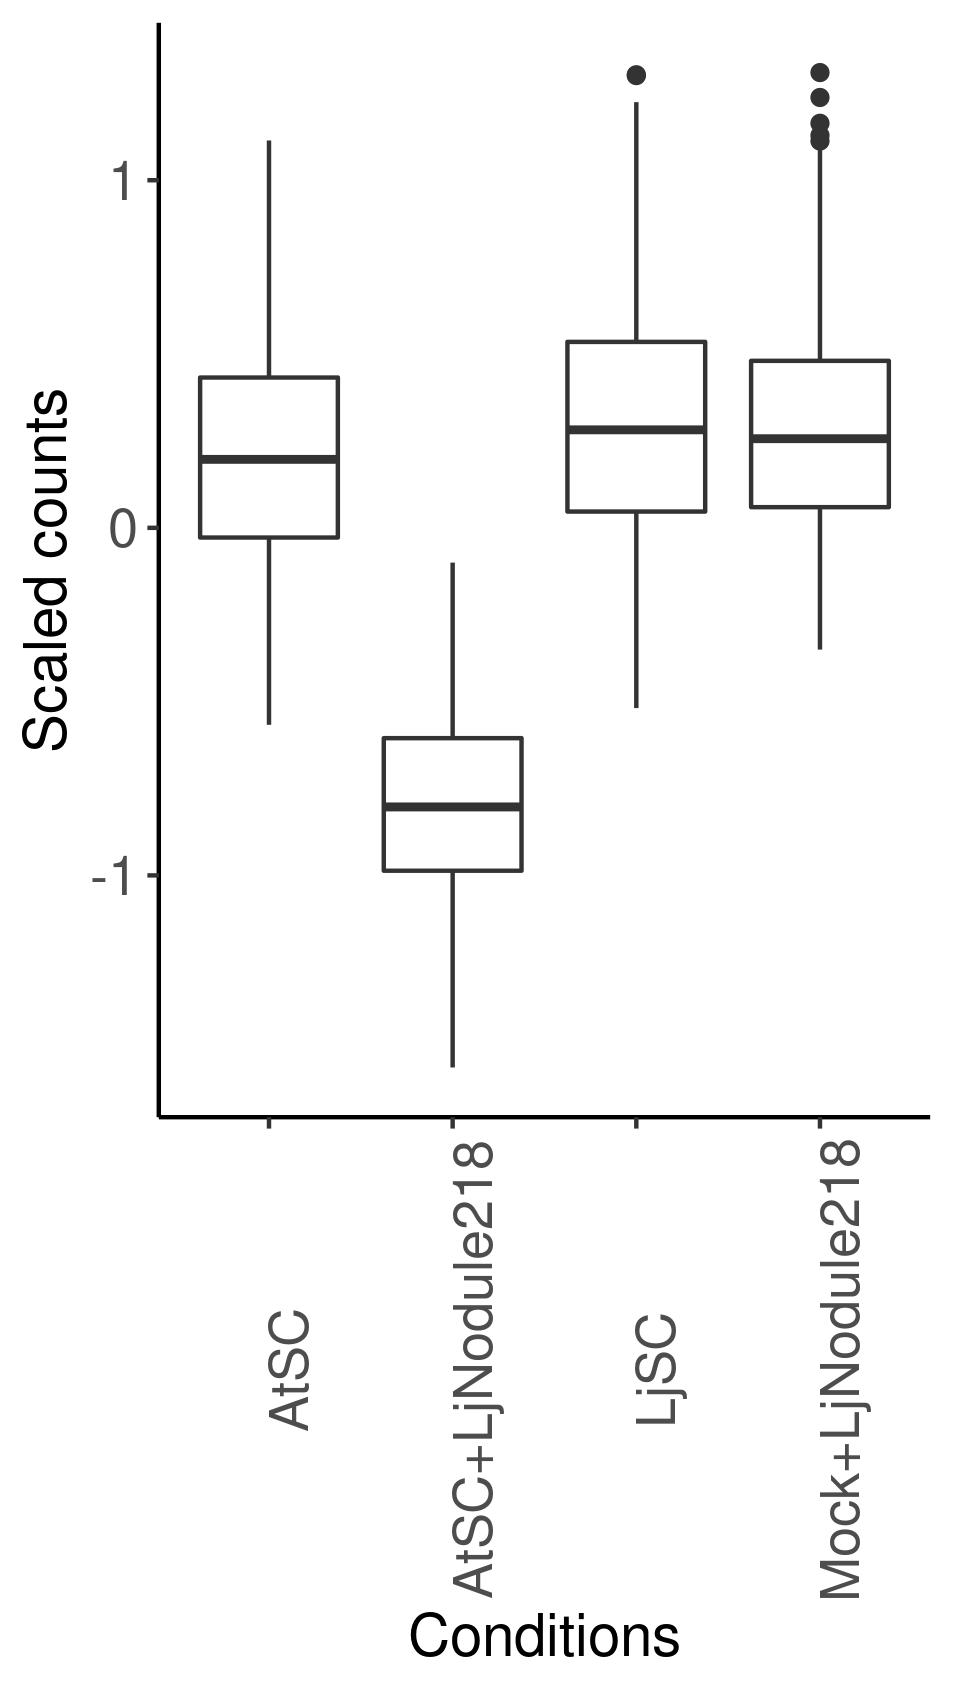 Scaled counts
1
0
-1
AtSC
AtSC+LjNodule218
LjSC
Mock+LjNodule218
Conditions